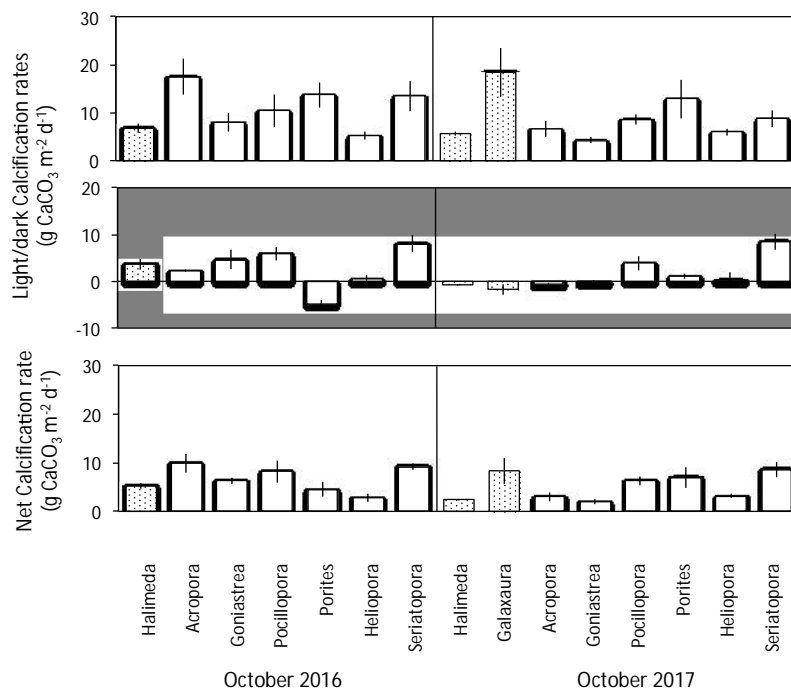 Light/dark Calcification rates
(g CaCO₃ m⁻² d⁻¹)
30
20
10
0
20
10
0
-10
Net Calcification rate
(g CaCO₃ m⁻² d⁻¹)
30
20
10
0
Halimeda
Acropora
Goniastrea
Pocillopora
Porites
Heliopora
Seriatopora
Halimeda
Galaxaura
Acropora
Goniastrea
Pocillopora
Porites
Heliopora
Seriatopora
October 2016
October 2017